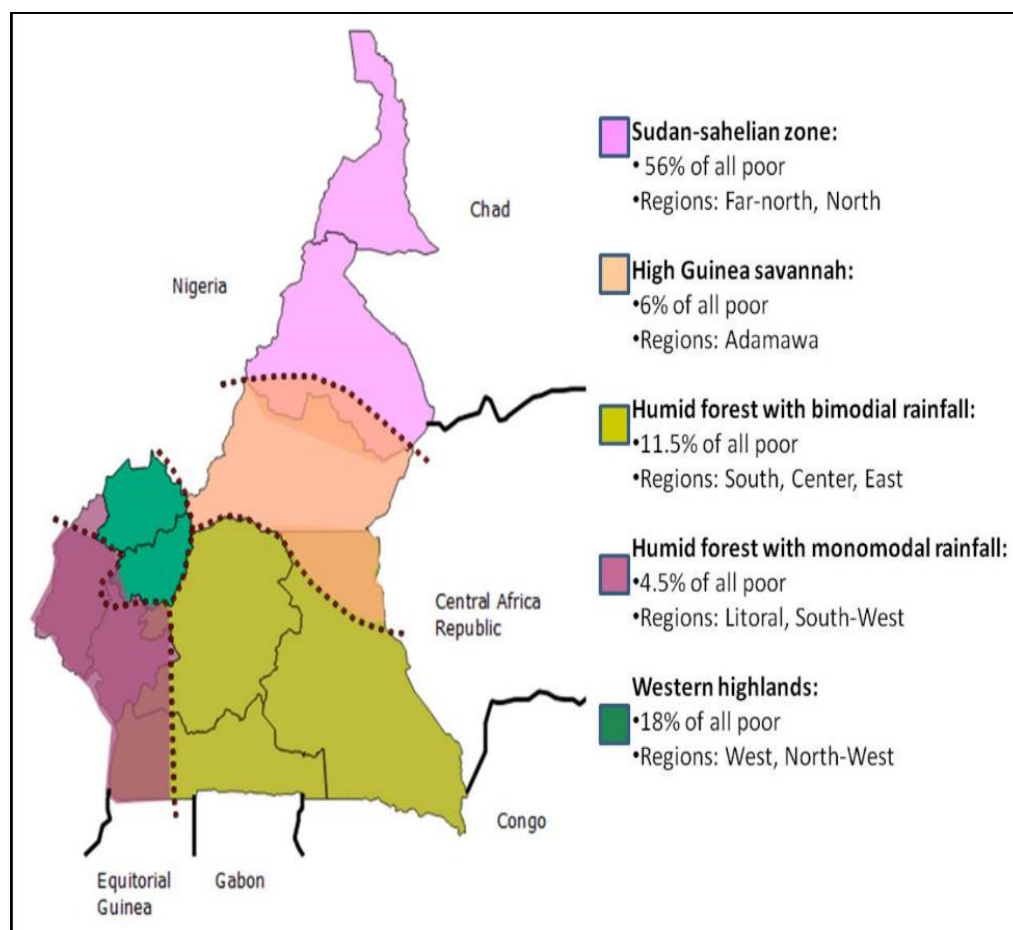 Sudan-sahelian zone:
• 56% of all poor
•Regions: Far-north, North
Chad
Nigeria
High Guinea savannah:
•6% of all poor
•Regions: Adamawa
Humid forest with bimodial rainfall:
•11.5% of all poor
•Regions: South, Center, East
Humid forest with monomodal rainfall:
•4.5% of all poor
•Regions: Litoral, South-West
Central Africa
Republic
Western highlands:
•18% of all poor
•Regions: West, North-West
Congo
Equitorial
Guinea
Gabon